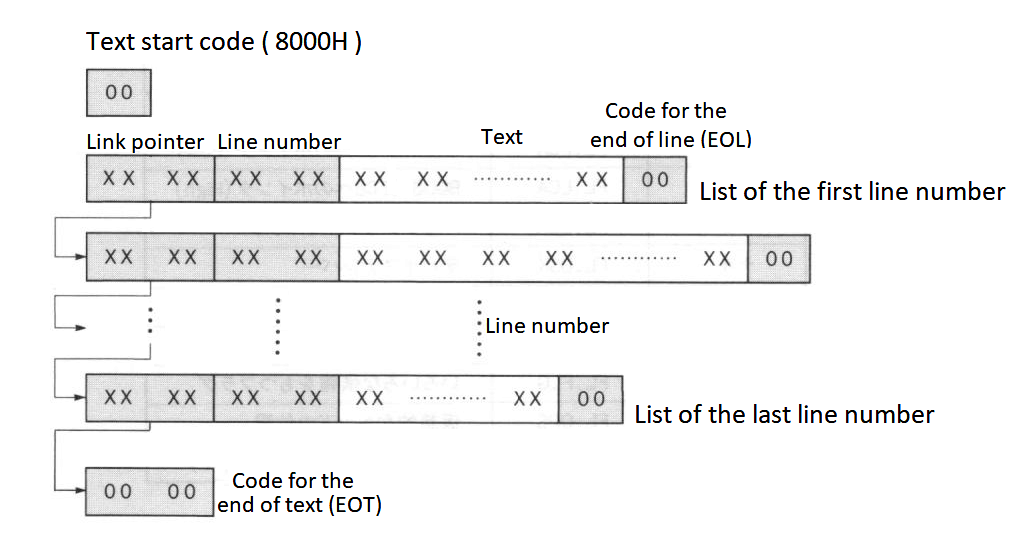 Text start code ( 8000H )
00
Code for the
end of line (EOL)
Link pointer Line number Text
XX XX XX XX XX XX ............ XX 00
List of the first line number
XX XX XX XX XX XX XX XX ............ XX 00
Line number
XX XX XX XX XX ............ XX 00
List of the last line number
00 00
Code for the
end of text (EOT)